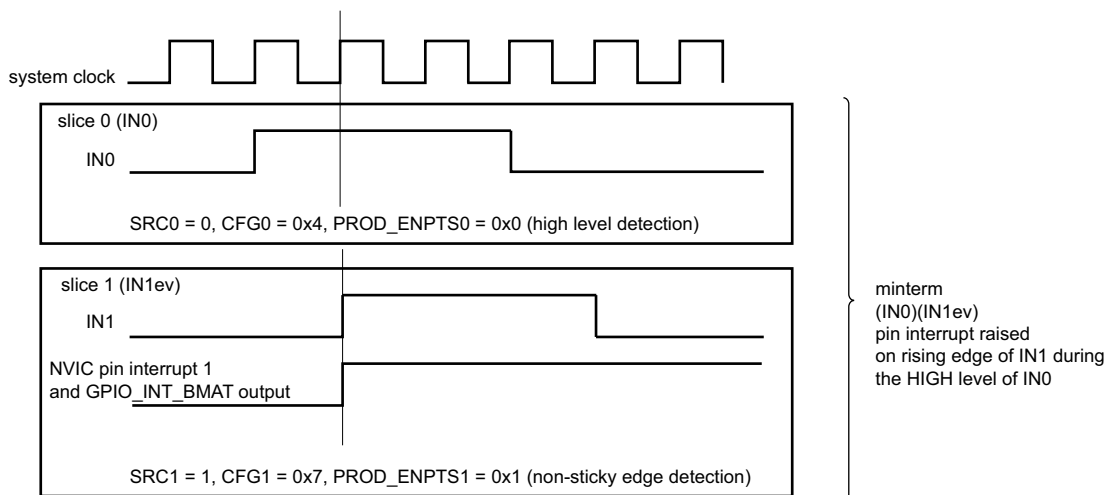 system clock
slice 0 (IN0)
IN0
SRC0 = 0, CFG0 = 0x4, PROD_ENPTS0 = 0x0 (high level detection)
slice 1 (IN1ev)
IN1
NVIC pin interrupt 1
and GPIO_INT_BMAT output
SRC1 = 1, CFG1 = 0x7, PROD_ENPTS1 = 0x1 (non-sticky edge detection)
minterm
(IN0)(IN1ev)
pin interrupt raised
on rising edge of IN1 during
the HIGH level of IN0